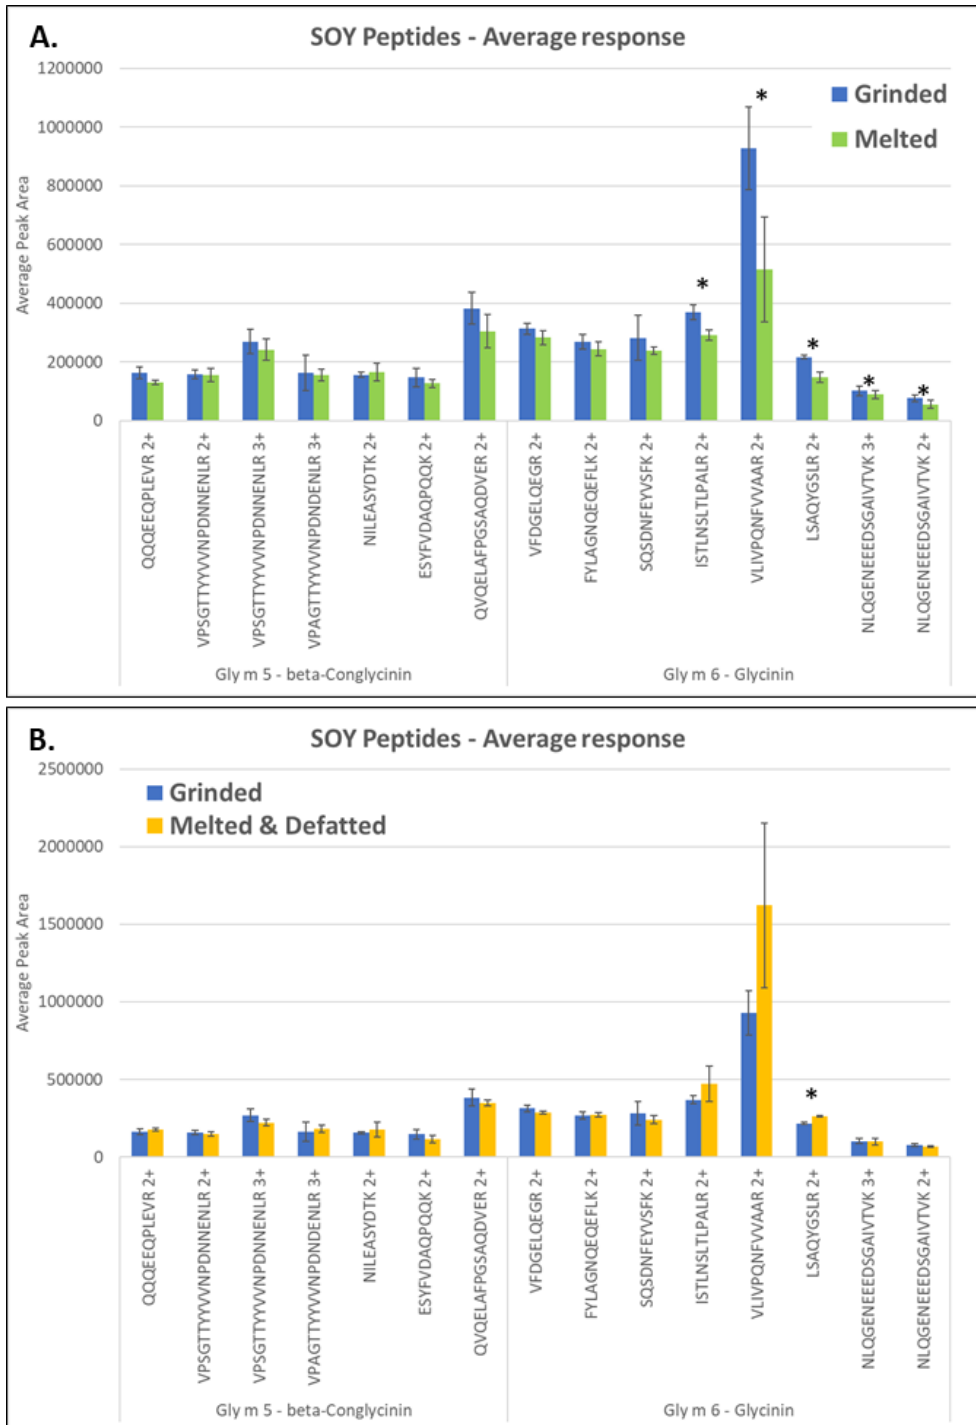 A.
SOY Peptides - Average response
1200000
1000000
800000
600000
400000
200000
0
Average Peak Area
Grinded
Melted
*
*
*
*
*
QQQEEQPLEVR 2+
VPSGTTYYVVNPDNNENLR 2+
VPSGTTYYVVNPDNNENLR 3+
VPAGTTYYVVNPDNDENLR 3+
NILEASYDTK 2+
ESYFVDAQPQQK 2+
QVQELAFPGSAQDVER 2+
VFDGELQEGR 2+
FYLAGNQEQEFLK 2+
SQSDNFEYVSFK 2+
ISTLNSLTLPALR 2+
VLIVPQNFVVAAR 2+
LSAQYGSLR 2+
NLQGENEEEDSGAIVTVK 3+
NLQGENEEEDSGAIVTVK 2+
Gly m 5 - beta-Conglycinin
Gly m 6 - Glycinin
B.
SOY Peptides - Average response
2500000
2000000
1500000
1000000
500000
0
Average Peak Area
Grinded
Melted & Defatted
*
QQQEEQPLEVR 2+
VPSGTTYYVVNPDNNENLR 2+
VPSGTTYYVVNPDNNENLR 3+
VPAGTTYYVVNPDNDENLR 3+
NILEASYDTK 2+
ESYFVDAQPQQK 2+
QVQELAFPGSAQDVER 2+
VFDGELQEGR 2+
FYLAGNQEQEFLK 2+
SQSDNFEYVSFK 2+
ISTLNSLTLPALR 2+
VLIVPQNFVVAAR 2+
LSAQYGSLR 2+
NLQGENEEEDSGAIVTVK 3+
NLQGENEEEDSGAIVTVK 2+
Gly m 5 - beta-Conglycinin
Gly m 6 - Glycinin